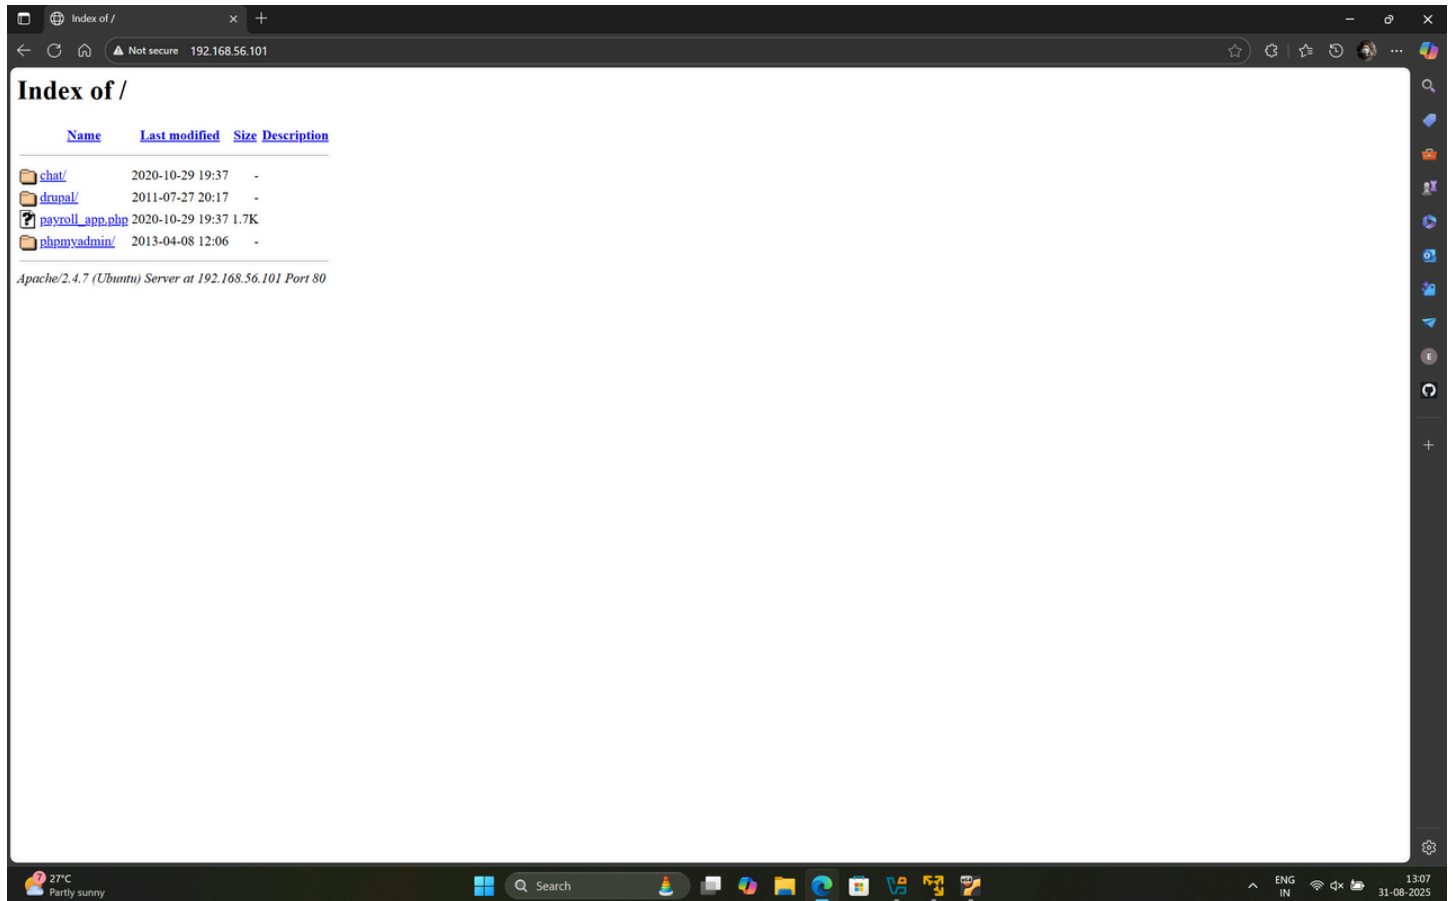 Index of /
Not secure 192.168.56.101
Index of /
Name Last modified Size Description
chat/ 2020-10-29 19:37 -
drupal/ 2011-07-27 20:17 -
payroll_app.php 2020-10-29 19:37 1.7K
phpmyadmin/ 2013-04-08 12:06 -
Apache/2.4.7 (Ubuntu) Server at 192.168.56.101 Port 80
E
7 27°C
Partly sunny
Search
ENG
IN
13:07
31-08-2025